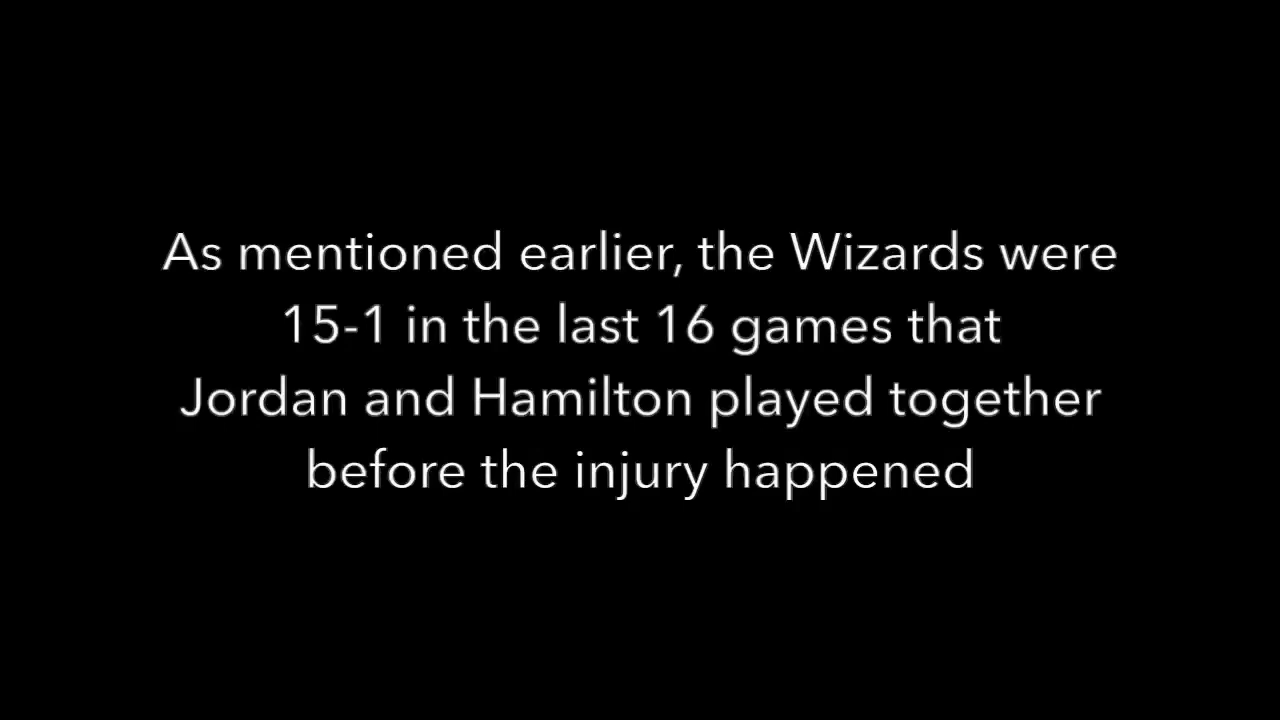 As mentioned earlier, the Wizards were
15-1 in the last 16 games that
Jordan and Hamilton played together
before the injury happened